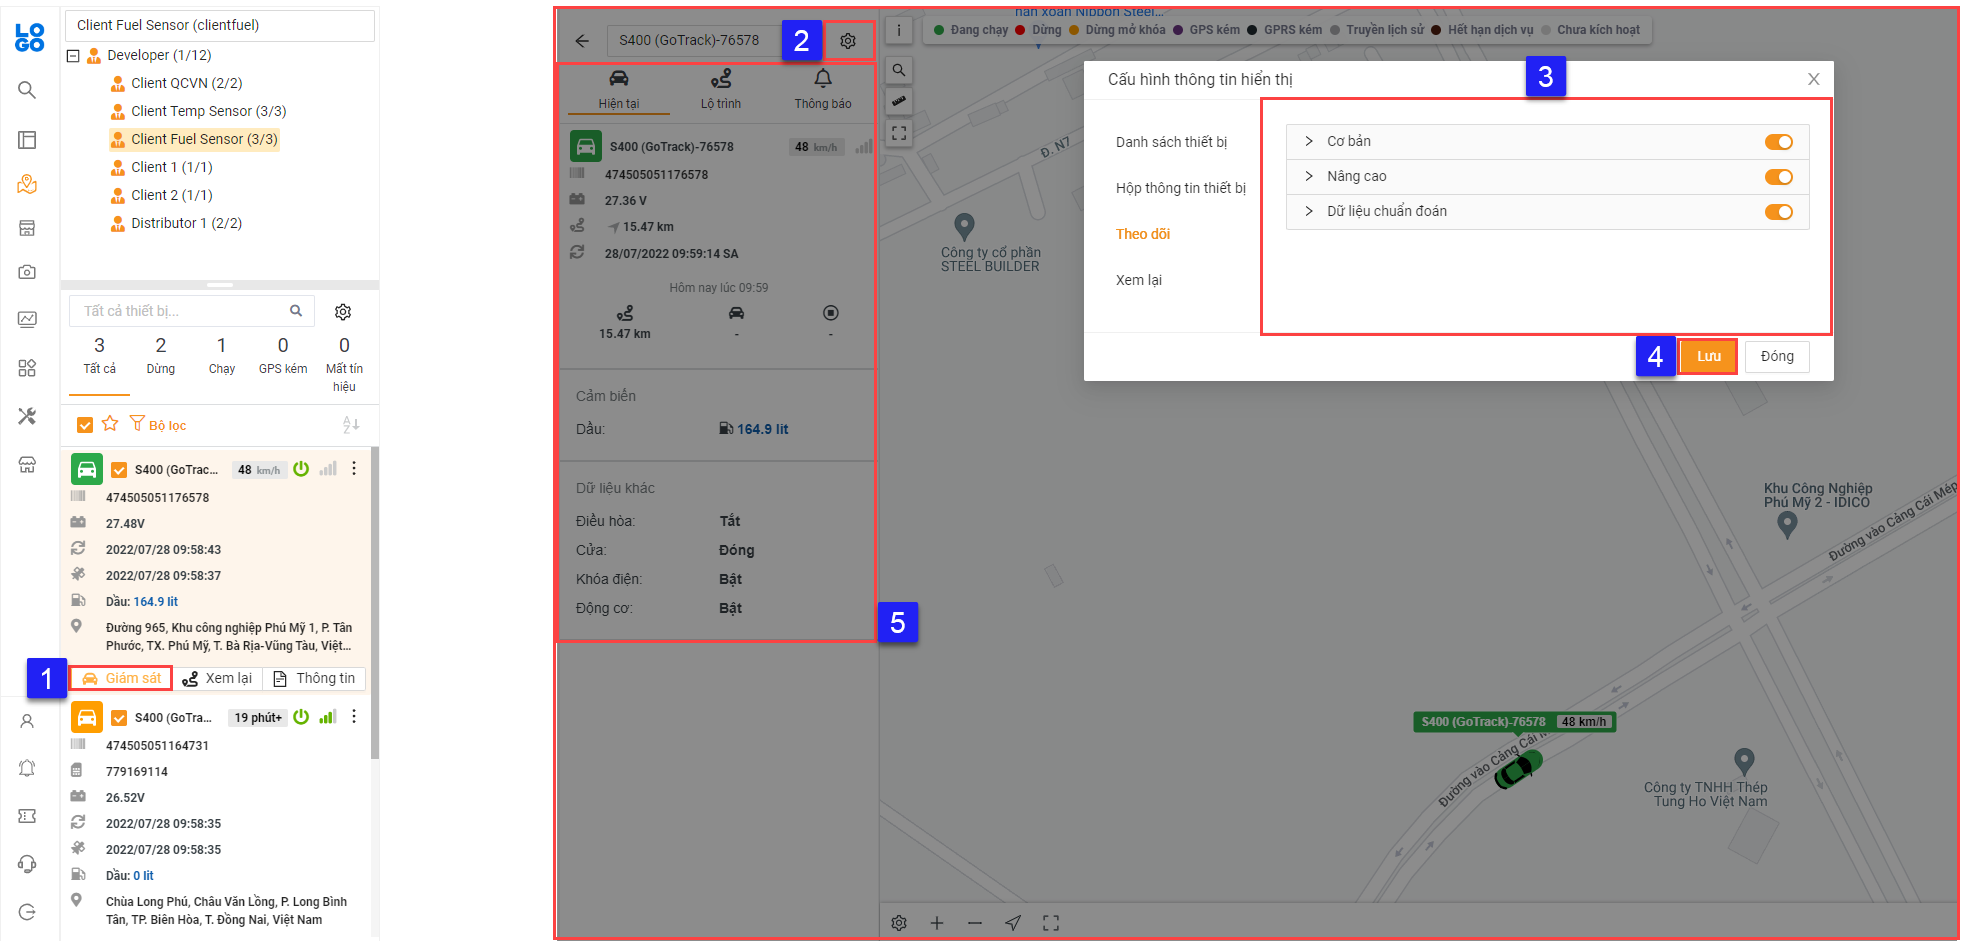 LO
GO
Client Fuel Sensor (clientfuel)
Developer (1/12)
Client QCVN (2/2)
Client Temp Sensor (3/3)
Client Fuel Sensor (3/3)
Client 1 (1/1)
Client 2 (1/1)
Distributor 1 (2/2)
Tất cả thiết bị...
3 2 1 0 0
Tất cả Dừng Chạy GPS kém Mất tín hiệu
Bộ lọc
S400 (GoTrac... 48 km/h
474505051176578
27.48V
2022/07/28 09:58:43
2022/07/28 09:58:37
Dầu: 164.9 lit
Đường 965, Khu công nghiệp Phú Mỹ 1, P. Tân
Phước, TX. Phú Mỹ, T. Bà Rịa-Vũng Tàu, Việt...
1
Giám sát Xem lại Thông tin
S400 (GoTra... 19 phút+
474505051164731
779169114
26.52V
2022/07/28 09:58:35
2022/07/28 09:58:35
Dầu: 0 lit
Chùa Long Phú, Châu Văn Lồng, P. Long Bình
Tân, TP. Biên Hòa, T. Đồng Nai, Việt Nam
S400 (GoTrack)-76578
2
Hiện tại Lộ trình Thông báo
S400 (GoTrack)-76578 48 km/h
474505051176578
27.36 V
15.47 km
28/07/2022 09:59:14 SA
Hôm nay lúc 09:59
15.47 km - -
Cảm biến
Dầu: 164.9 lit
Dữ liệu khác
Điều hòa: Tắt
Cửa: Đóng
Khóa điện: Bật
Động cơ: Bật
5
i
Đang chạy Dừng Dừng mở khóa GPS kém GPRS kém Truyền lịch sử Hết hạn dịch vụ Chưa kích hoạt
Cấu hình thông tin hiển thị
3
Danh sách thiết bị
Hộp thông tin thiết bị
Theo dõi
Xem lại
Cơ bản
Nâng cao
Dữ liệu chuẩn đoán
4
Lưu Đóng
Đ. N7
Công ty cổ phần
STEEL BUILDER
Khu Công Nghiệp
Phú Mỹ 2 - IDICO
Đường vào Cảng Cái Mép
S400 (GoTrack)-76578 48 km/h
Đường vào Cảng Cái M
Công ty TNHH Thép
Tung Ho Việt Nam